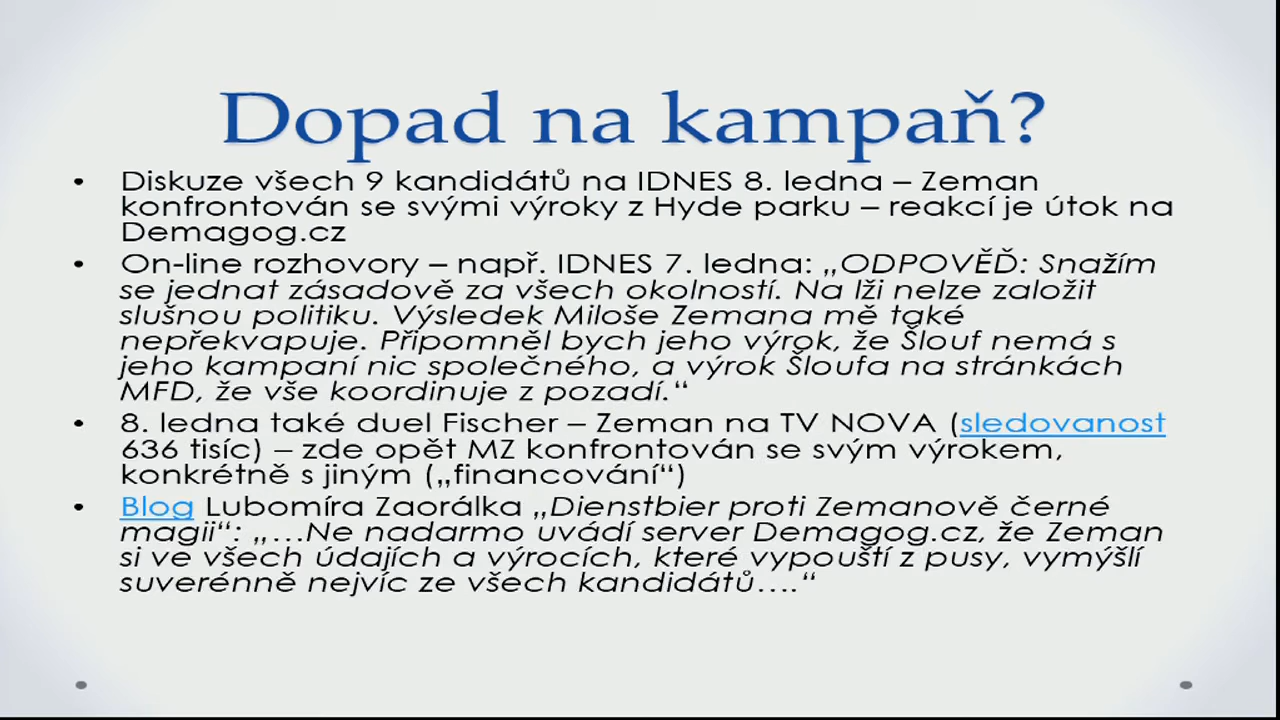 Dopad na kampaň?
• Diskuze všech 9 kandidátů na IDNES 8. ledna – Zeman
konfrontován se svými výroky z Hyde parku – reakcí je útok na
Demagog.cz
• On-line rozhovory – např. IDNES 7. ledna: „ODPOVĚĎ: Snažím
se jednat zásadově za všech okolností. Na lži nelze založit
slušnou politiku. Výsledek Miloše Zemana mě také
nepřekvapuje. Připomněl bych jeho výrok, že Šlouf nemá s
jeho kampaní nic společného, a výrok Šloufa na stránkách
MFD, že vše koordinuje z pozadí.“
• 8. ledna také duel Fischer – Zeman na TV NOVA (sledovanost
636 tisíc) – zde opět MZ konfrontován se svým výrokem,
konkrétně s jiným („financování“)
• Blog Lubomíra Zaorálka „Dienstbier proti Zemanově černé
magii“: „…Ne nadarmo uvádí server Demagog.cz, že Zeman
si ve všech údajích a výrocích, které vypouští z pusy, vymýšlí
suverénně nejvíc ze všech kandidátů….“